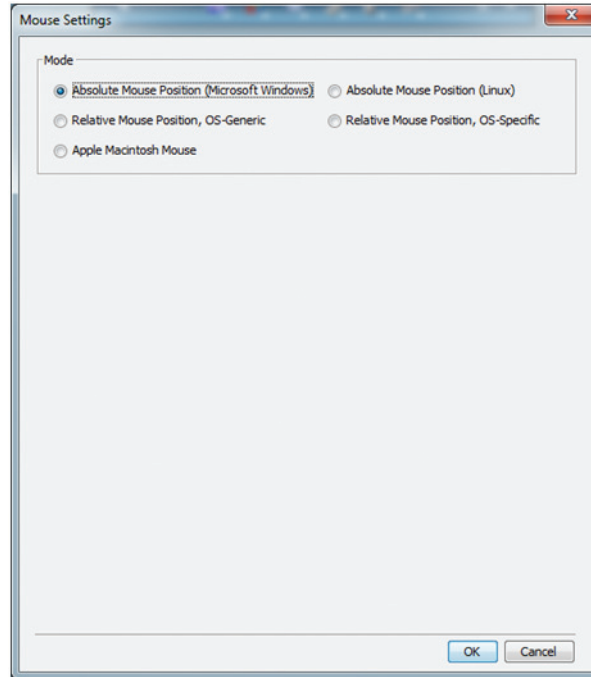 Mouse Settings
Mode
Absolute Mouse Position (Microsoft Windows)
Absolute Mouse Position (Linux)
Relative Mouse Position, OS-Generic
Relative Mouse Position, OS-Specific
Apple Macintosh Mouse
OK
Cancel